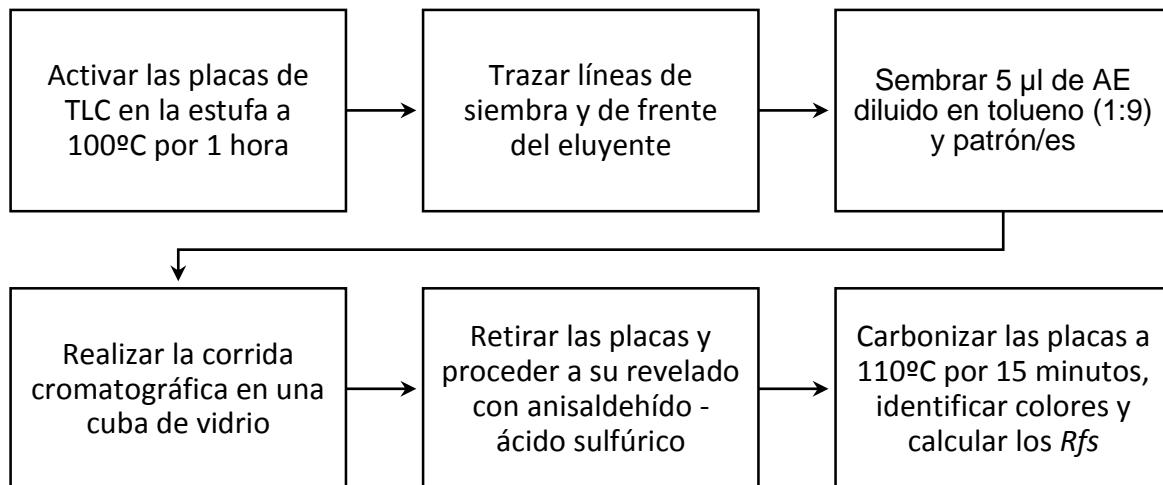 Activar las placas de
TLC en la estufa a
100ºC por 1 hora
Trazar líneas de
siembra y de frente
del eluyente
Sembrar 5 µl de AE
diluido en tolueno (1:9)
y patrón/es
Realizar la corrida
cromatográfica en una
cuba de vidrio
Retirar las placas y
proceder a su revelado
con anisaldehído -
ácido sulfúrico
Carbonizar las placas a
110ºC por 15 minutos,
identificar colores y
calcular los Rfs